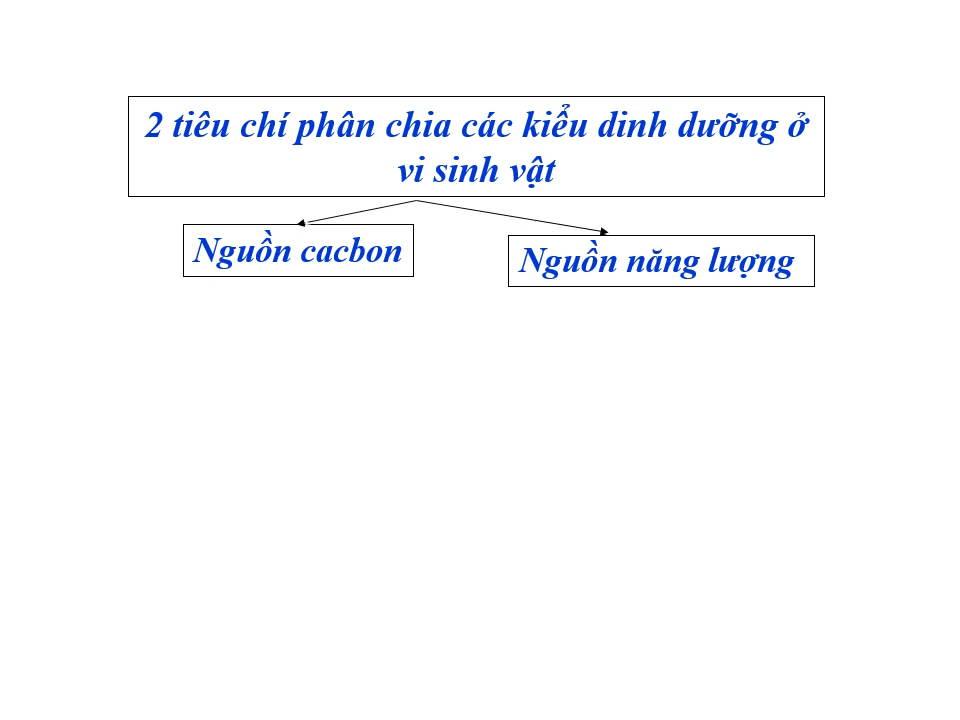 2 tiêu chí phân chia các kiểu dinh dưỡng ở
vi sinh vật
Nguồn cacbon
Nguồn năng lượng